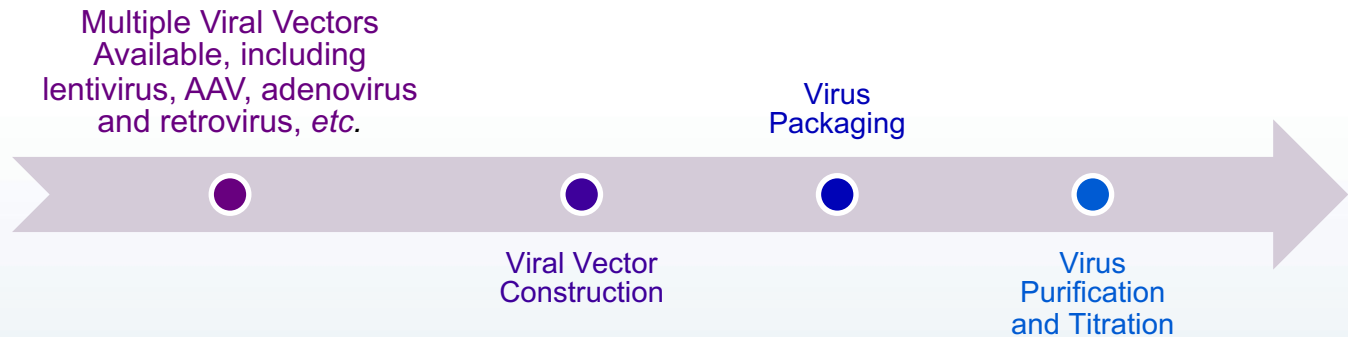 Multiple Viral Vectors
Available, including
lentivirus, AAV, adenovirus
and retrovirus, etc.
Viral Vector
Construction
Virus
Packaging
Virus
Purification
and Titration